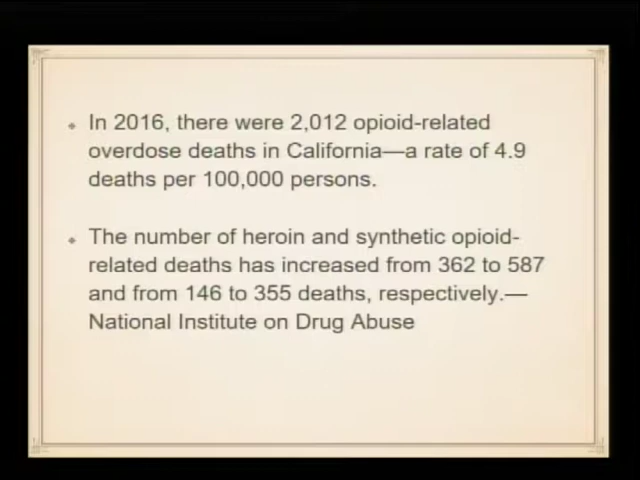 In 2016, there were 2,012 opioid-related
overdose deaths in California—a rate of 4.9
deaths per 100,000 persons.
The number of heroin and synthetic opioid-
related deaths has increased from 362 to 587
and from 146 to 355 deaths, respectively.—
National Institute on Drug Abuse